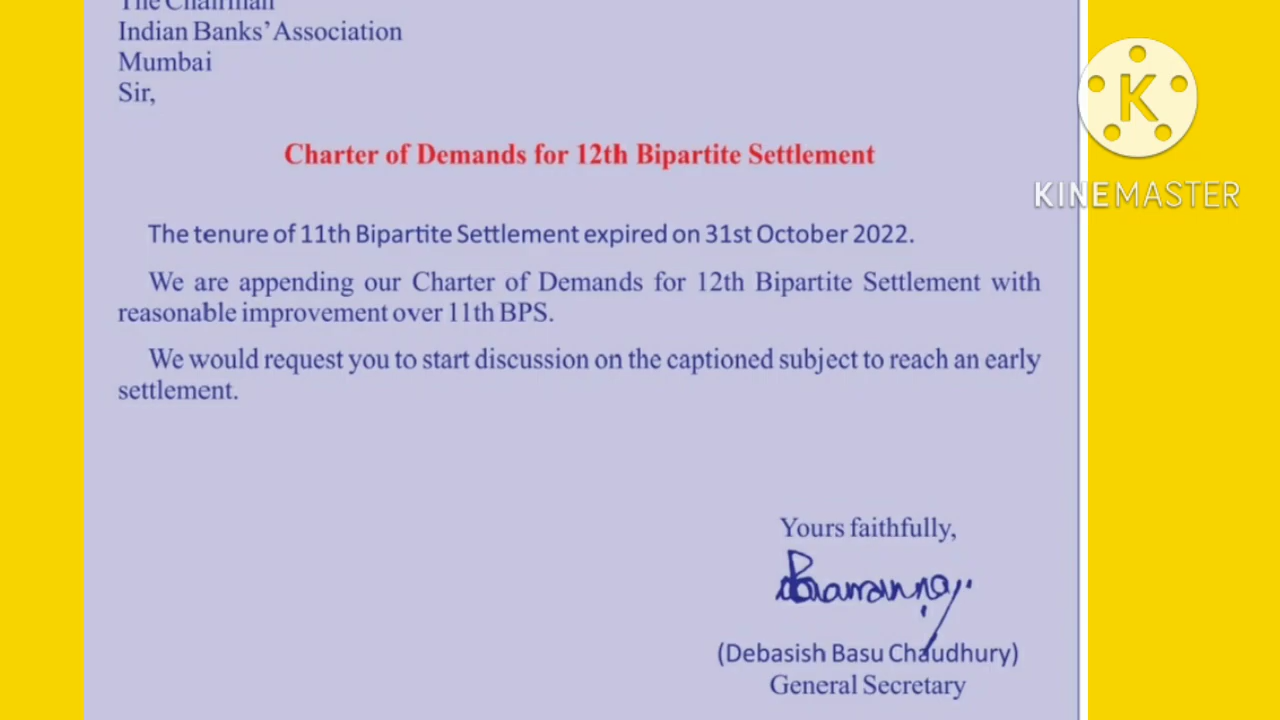 The Chairman
Indian Banks' Association
Mumbai
Sir,
Charter of Demands for 12th Bipartite Settlement
The tenure of 11th Bipartite Settlement expired on 31st October 2022.
We are appending our Charter of Demands for 12th Bipartite Settlement with
reasonable improvement over 11th BPS.
We would request you to start discussion on the captioned subject to reach an early
settlement.
Yours faithfully,
(Debasish Basu Chaudhury)
General Secretary
K
KINEMASTER